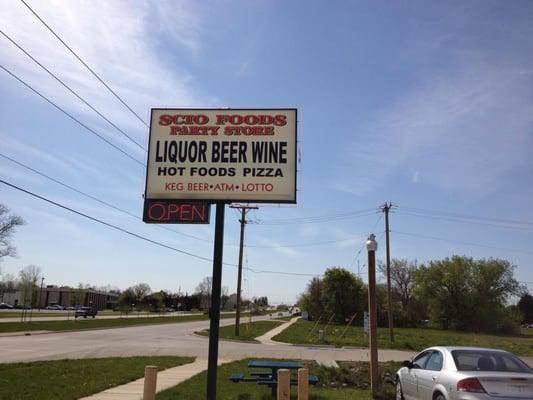 SCIO FOODS
PARTY STORE
LIQUOR BEER WINE
HOT FOODS PIZZA
KEG BEER•ATM•LOTTO
OPEN